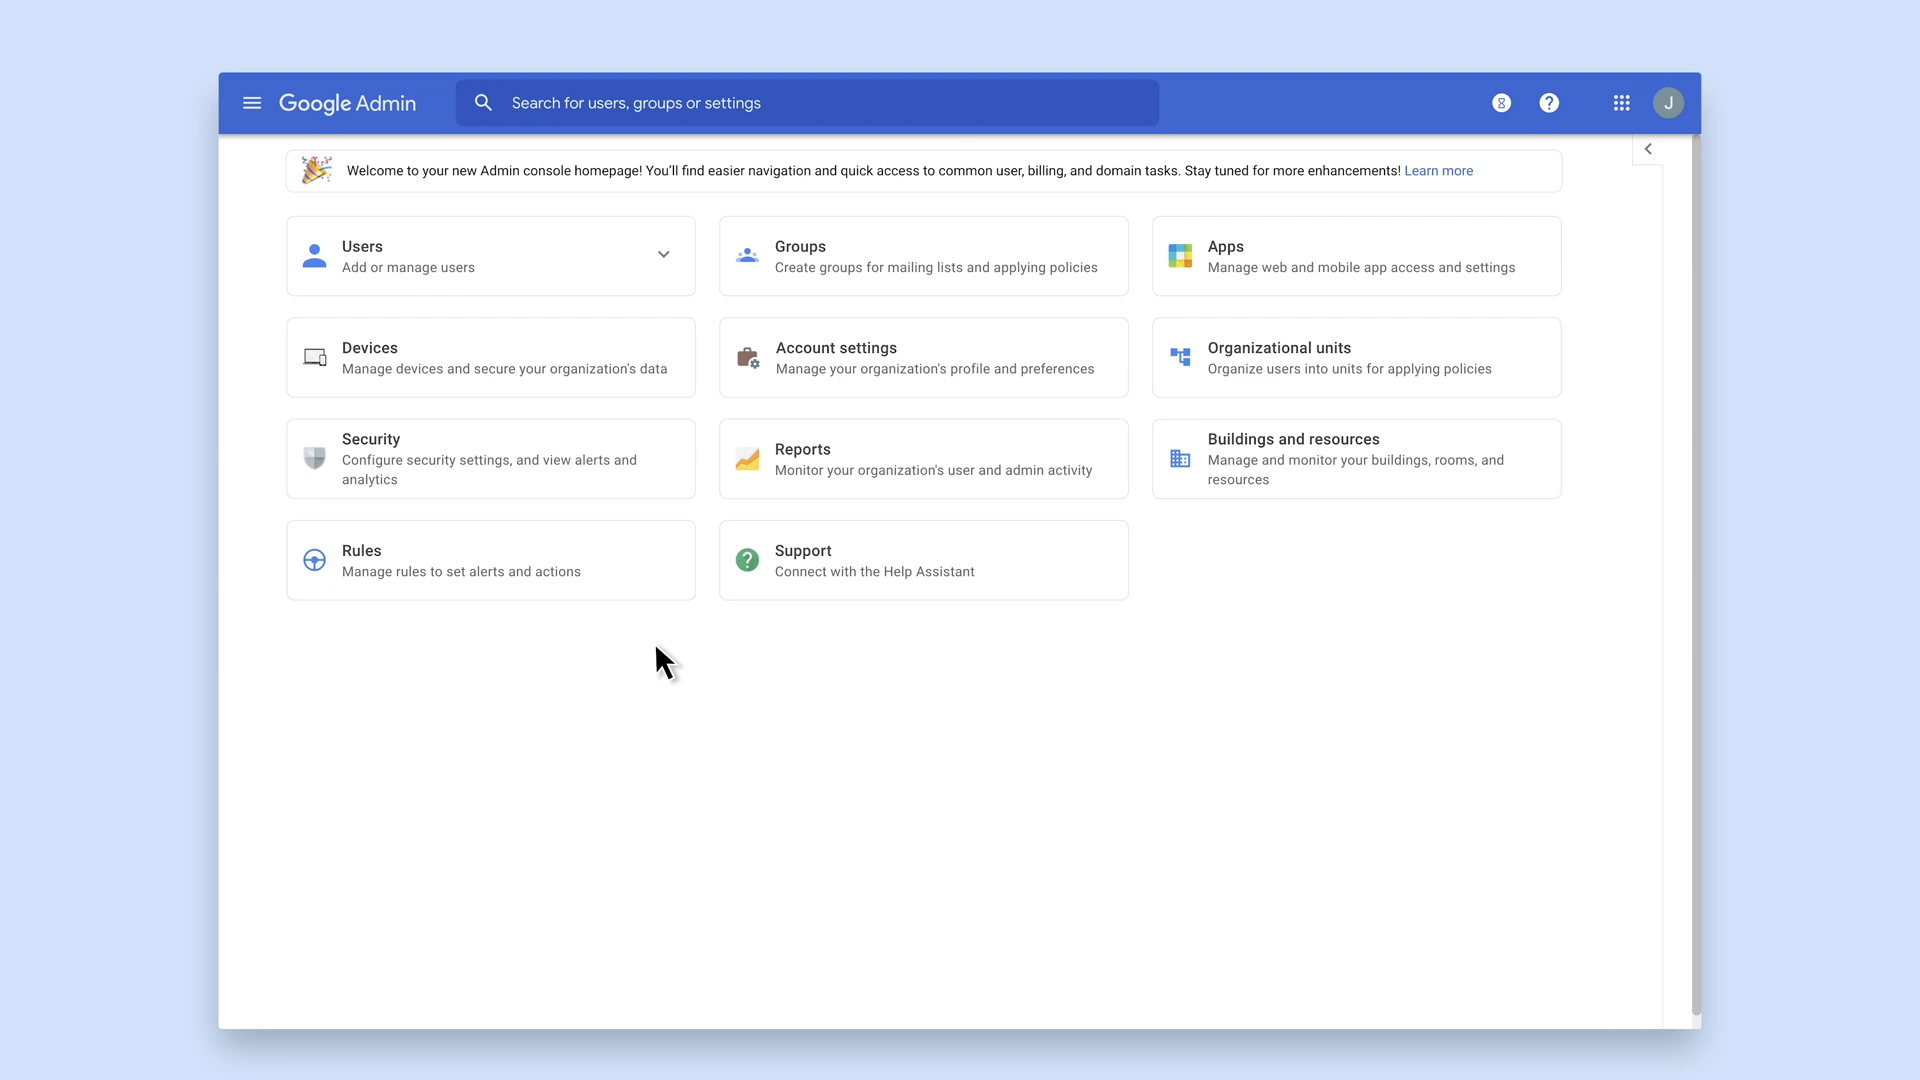 Google Admin
Search for users, groups or settings
J
Welcome to your new Admin console homepage! You’ll find easier navigation and quick access to common user, billing, and domain tasks. Stay tuned for more enhancements! Learn more
Users
Add or manage users
Groups
Create groups for mailing lists and applying policies
Apps
Manage web and mobile app access and settings
Devices
Manage devices and secure your organization's data
Account settings
Manage your organization's profile and preferences
Organizational units
Organize users into units for applying policies
Security
Configure security settings, and view alerts and
analytics
Reports
Monitor your organization's user and admin activity
Buildings and resources
Manage and monitor your buildings, rooms, and
resources
Rules
Manage rules to set alerts and actions
Support
Connect with the Help Assistant